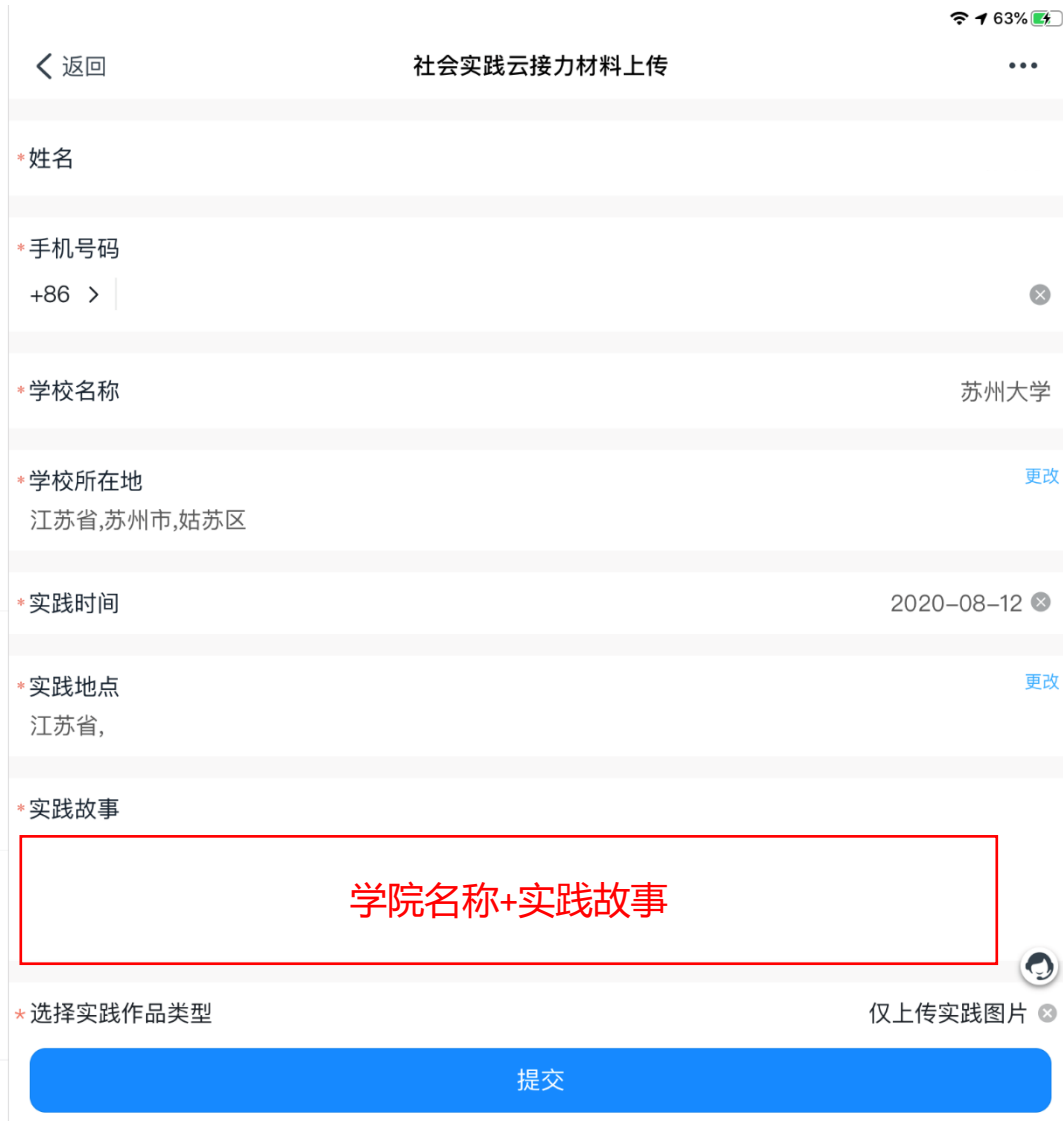 63%
返回
社会实践云接力材料上传
*姓名
*手机号码
+86
*学校名称
苏州大学
*学校所在地
更改
江苏省,苏州市,姑苏区
*实践时间
2020-08-12
*实践地点
更改
江苏省,
*实践故事
学院名称+实践故事
*选择实践作品类型
仅上传实践图片
提交